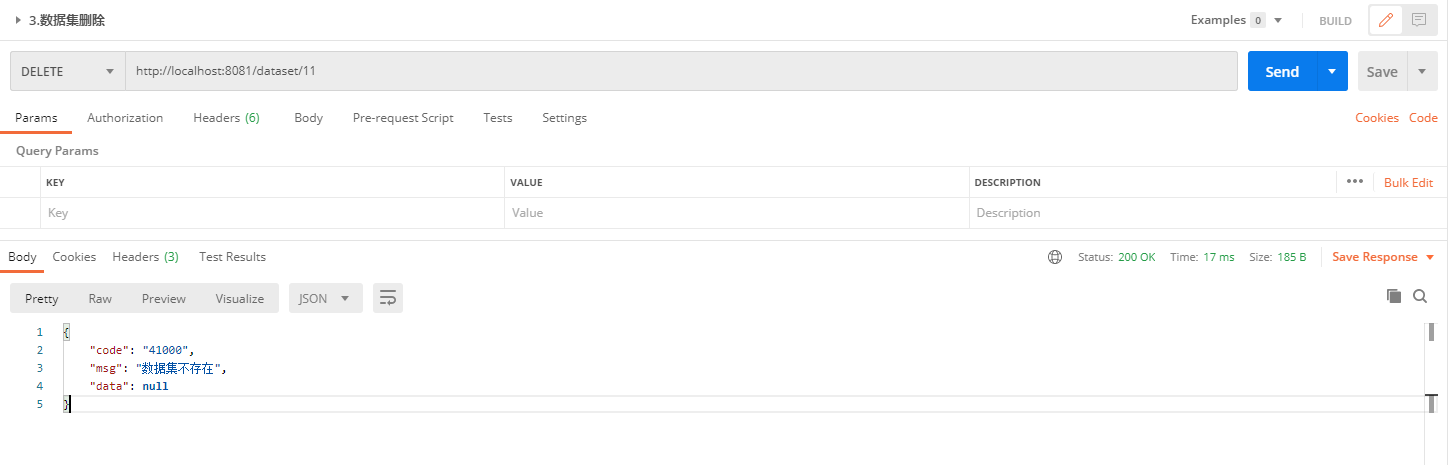 3.数据集删除
Examples 0 BUILD
DELETE http://localhost:8081/dataset/11 Send Save
Params Authorization Headers (6) Body Pre-request Script Tests Settings Cookies Code
Query Params
KEY VALUE DESCRIPTION ••• Bulk Edit
Key Value Description
Body Cookies Headers (3) Test Results Status: 200 OK Time: 17 ms Size: 185 B Save Response
Pretty Raw Preview Visualize JSON
1 {
2 "code": "41000",
3 "msg": "数据集不存在",
4 "data": null
5 }